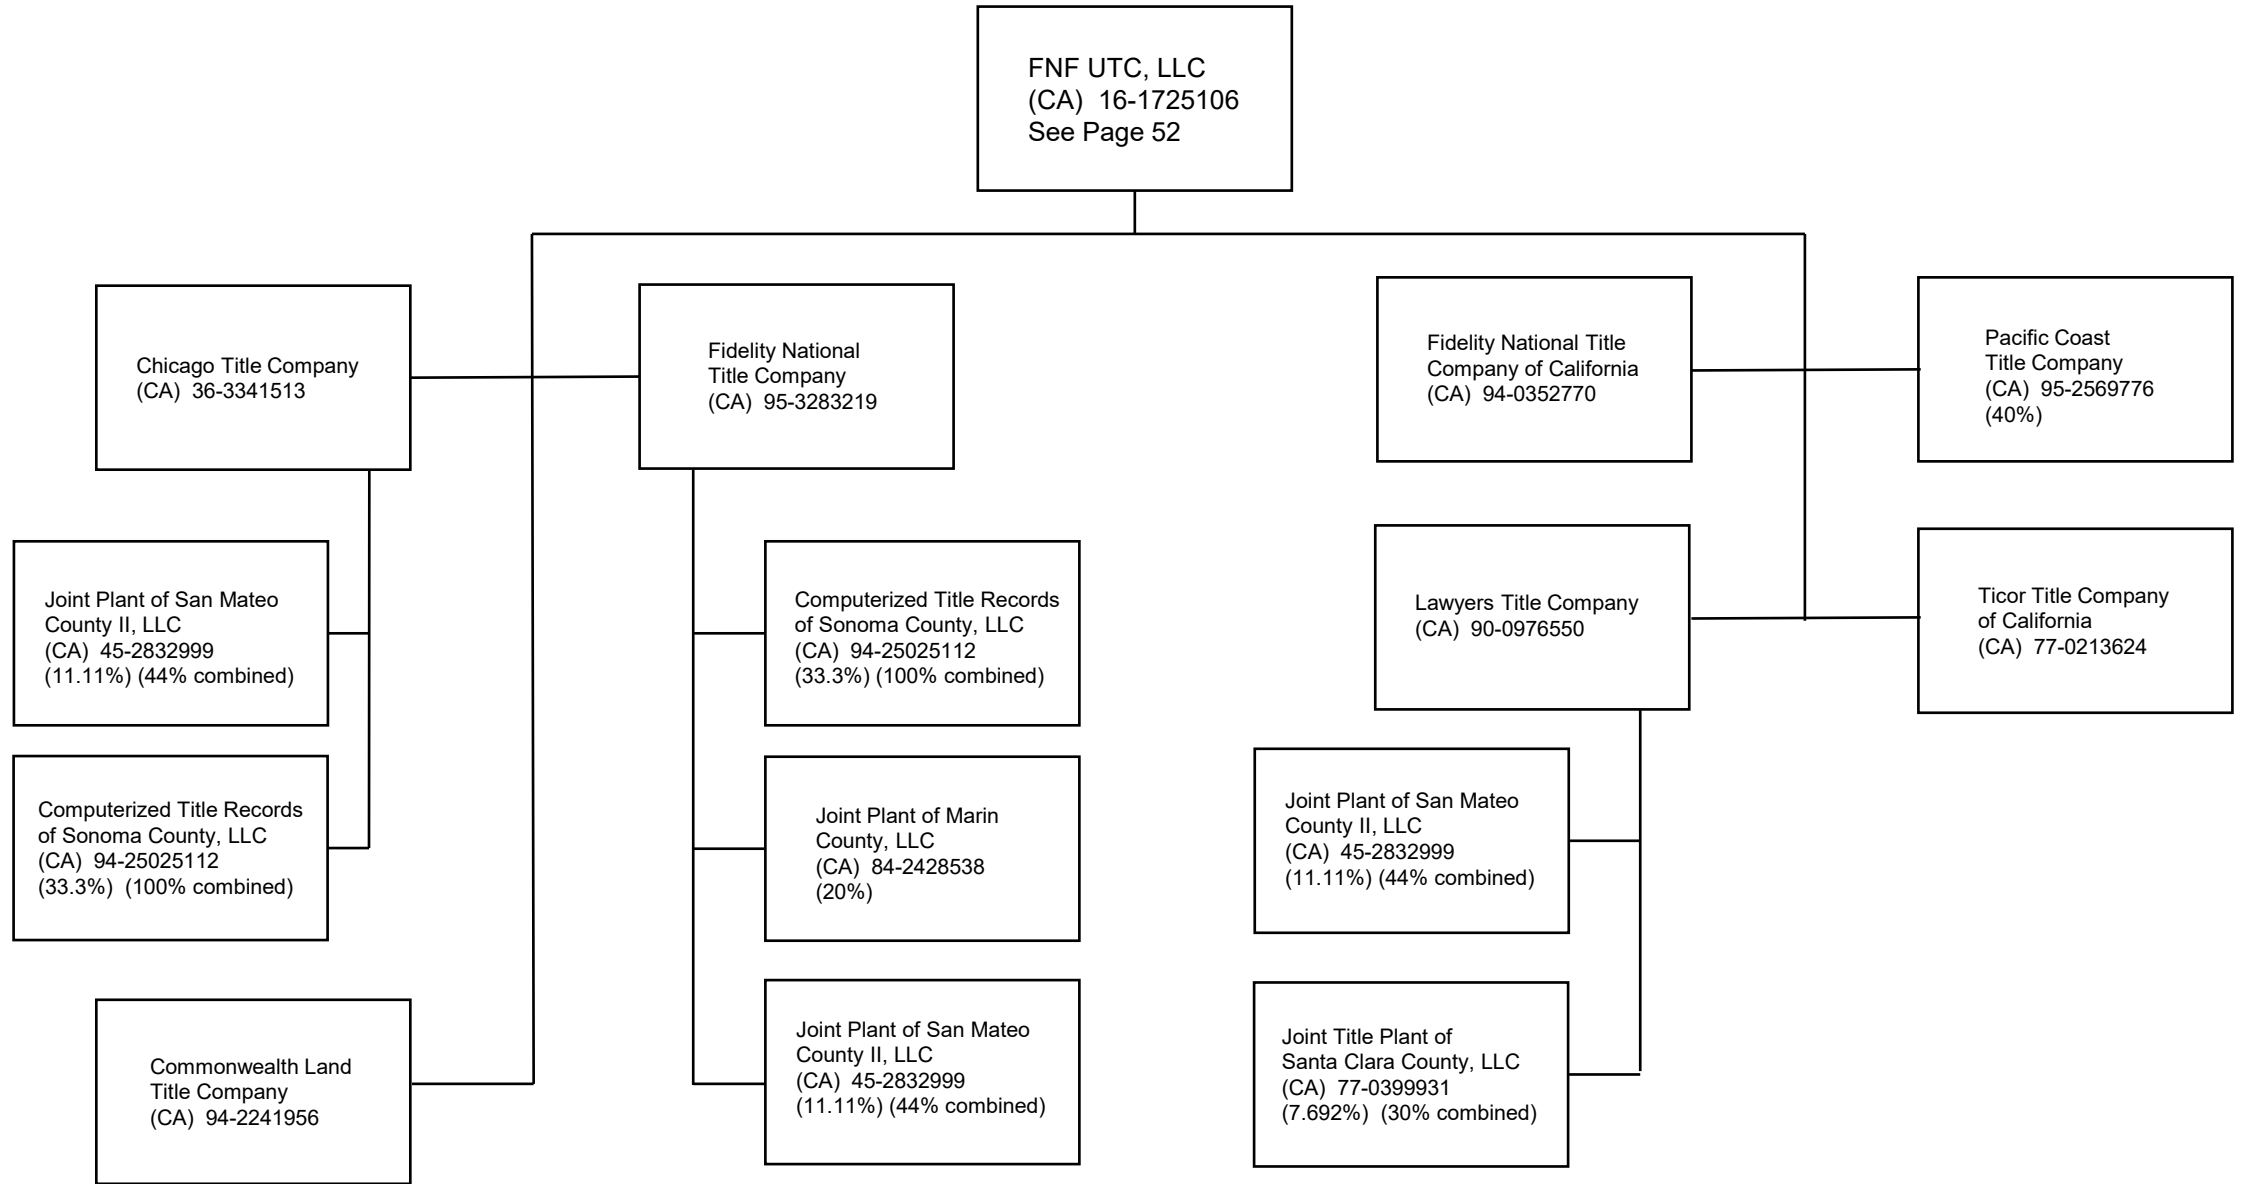 FNF UTC, LLC
(CA) 16-1725106
See Page 52
Chicago Title Company
(CA) 36-3341513
Fidelity National
Title Company
(CA) 95-3283219
Fidelity National Title
Company of California
(CA) 94-0352770
Pacific Coast
Title Company
(CA) 95-2569776
(40%)
Joint Plant of San Mateo
County II, LLC
(CA) 45-2832999
(11.11%) (44% combined)
Computerized Title Records
of Sonoma County, LLC
(CA) 94-25025112
(33.3%) (100% combined)
Lawyers Title Company
(CA) 90-0976550
Ticor Title Company
of California
(CA) 77-0213624
Computerized Title Records
of Sonoma County, LLC
(CA) 94-25025112
(33.3%) (100% combined)
Joint Plant of Marin
County, LLC
(CA) 84-2428538
(20%)
Joint Plant of San Mateo
County II, LLC
(CA) 45-2832999
(11.11%) (44% combined)
Commonwealth Land
Title Company
(CA) 94-2241956
Joint Plant of San Mateo
County II, LLC
(CA) 45-2832999
(11.11%) (44% combined)
Joint Title Plant of
Santa Clara County, LLC
(CA) 77-0399931
(7.692%) (30% combined)